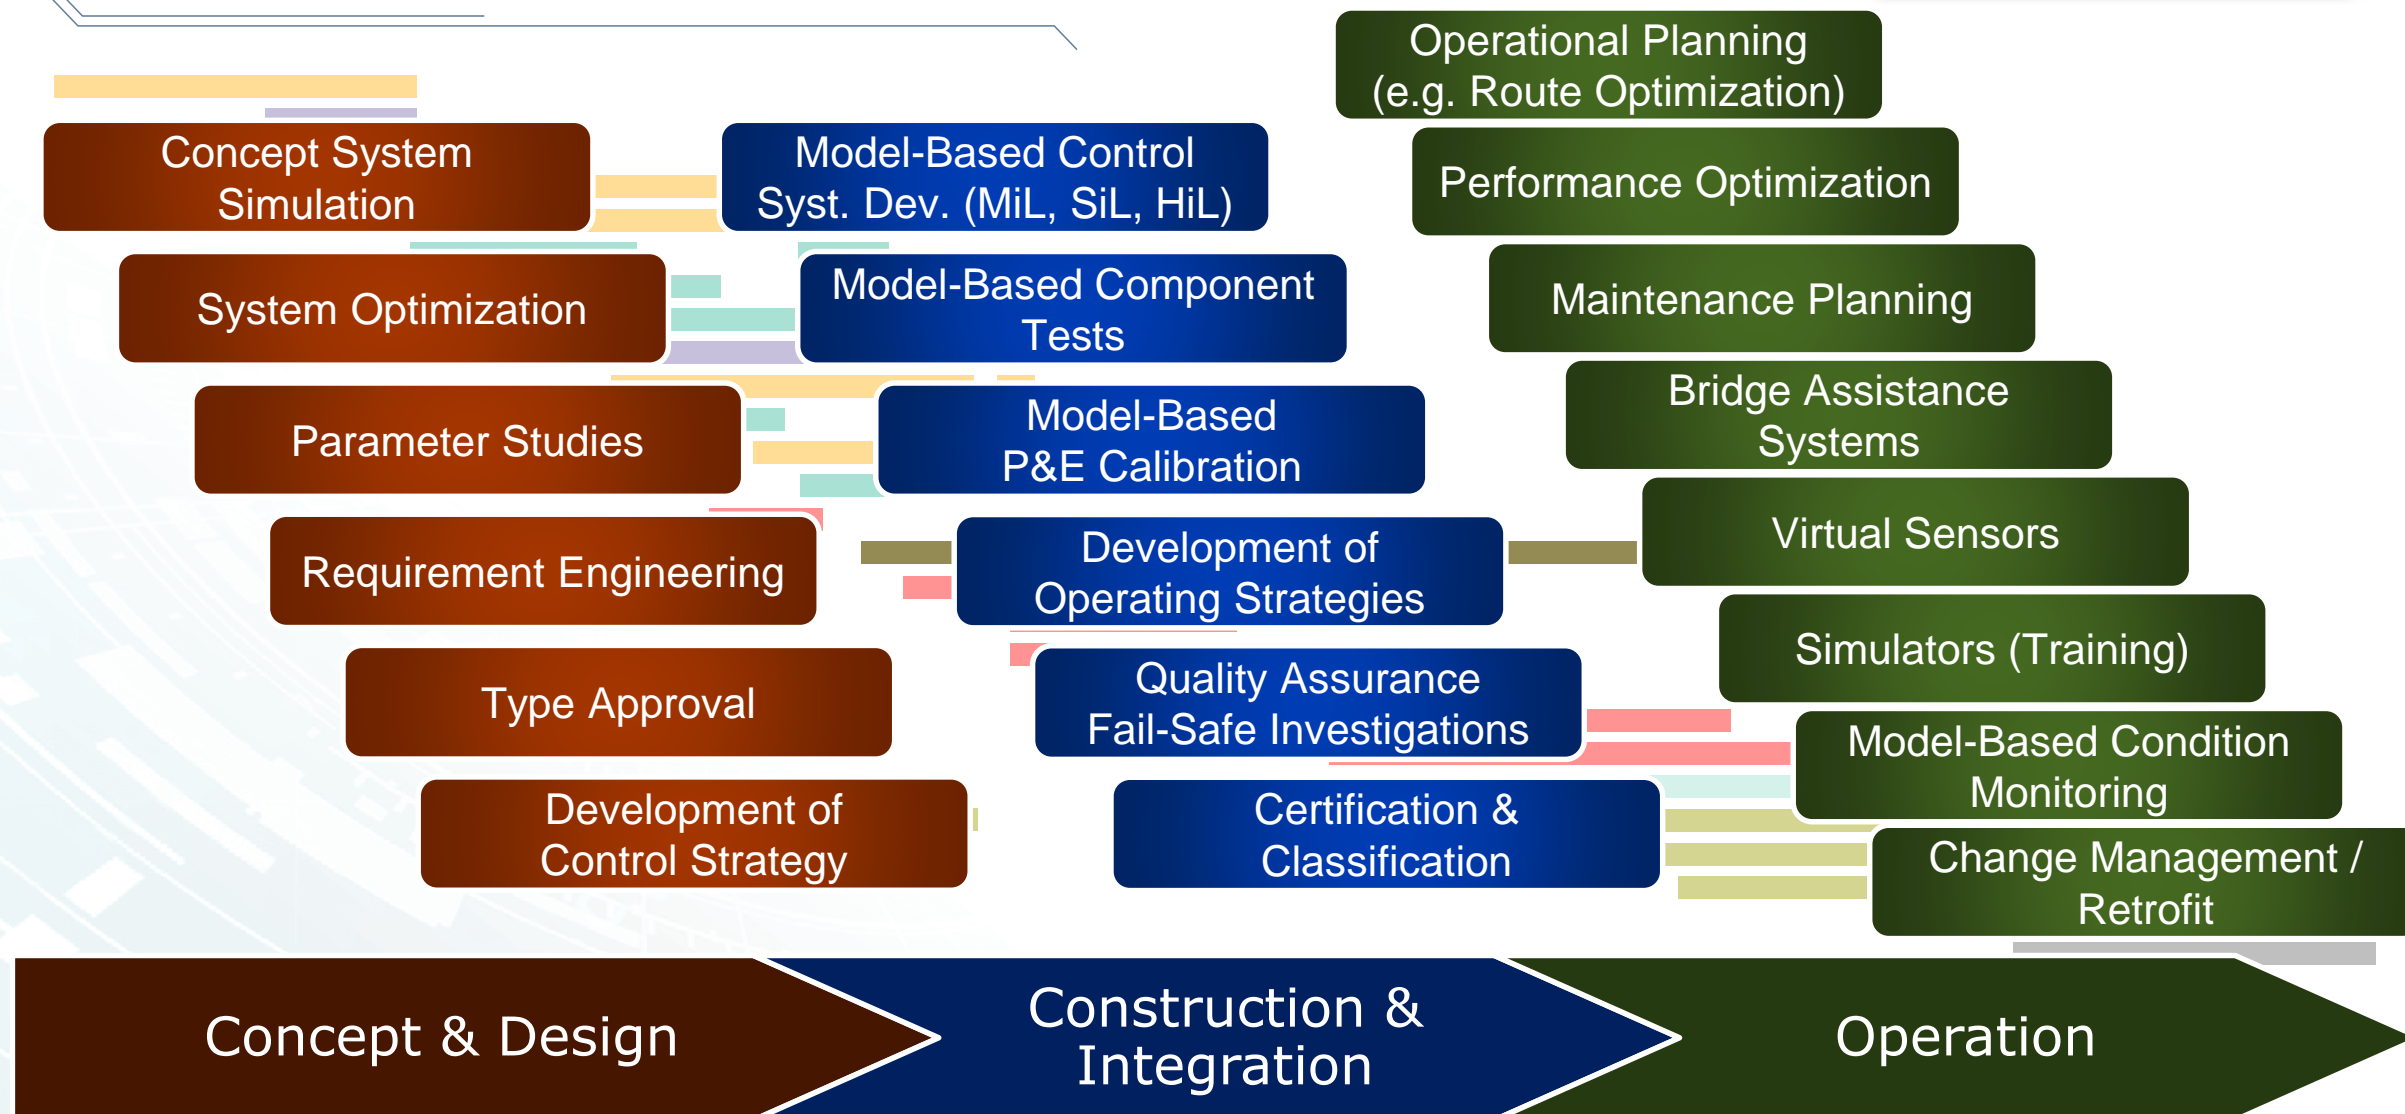 Concept System
Simulation
System Optimization
Parameter Studies
Requirement Engineering
Type Approval
Development of
Control Strategy
Model-Based Control
Syst. Dev. (MiL, SiL, HiL)
Model-Based Component
Tests
Model-Based
P&E Calibration
Development of
Operating Strategies
Quality Assurance
Fail-Safe Investigations
Certification &
Classification
Operational Planning
(e.g. Route Optimization)
Performance Optimization
Maintenance Planning
Bridge Assistance
Systems
Virtual Sensors
Simulators (Training)
Model-Based Condition
Monitoring
Change Management /
Retrofit
Concept & Design
Construction &
Integration
Operation